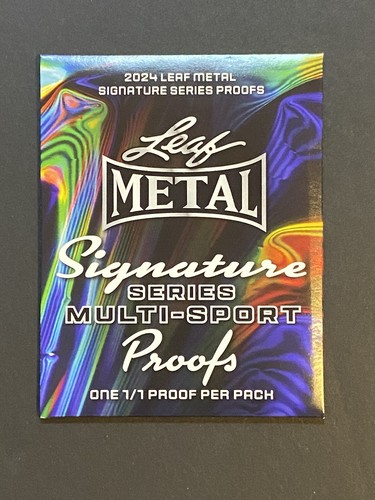 2024 LEAF METAL
SIGNATURE SERIES PROOFS
Leaf
METAL
Signature
SERIES
MULTI-SPORT
Proofs
ONE 1/1 PROOF PER PACK